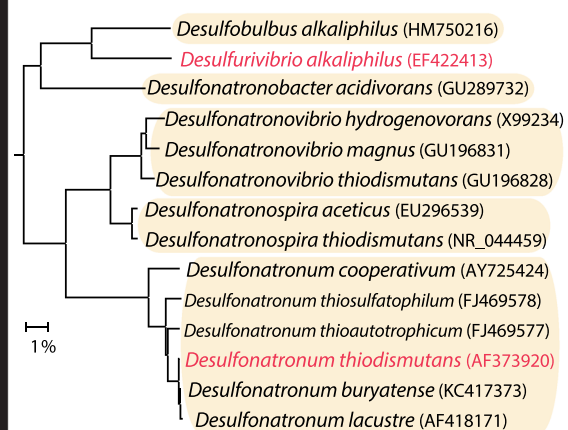 Desulfobulbus alkaliphilus (HM750216)
Desulfurivibrio alkaliphilus (EF422413)
Desulfonatronobacter acidivorans (GU289732)
Desulfonatronovibrio hydrogenovorans (X99234)
Desulfonatronovibrio magnus (GU196831)
Desulfonatronovibrio thiodismutans (GU196828)
Desulfonatronospira aceticus (EU296539)
Desulfonatronospira thiodismutans (NR_044459)
Desulfonatronum cooperativum (AY725424)
Desulfonatronum thiosulfatophilum (FJ469578)
Desulfonatronum thioautotrophicum (FJ469577)
1%
Desulfonatronum thiodismutans (AF373920)
Desulfonatronum buryatense (KC417373)
Desulfonatronum lacustre (AF418171)